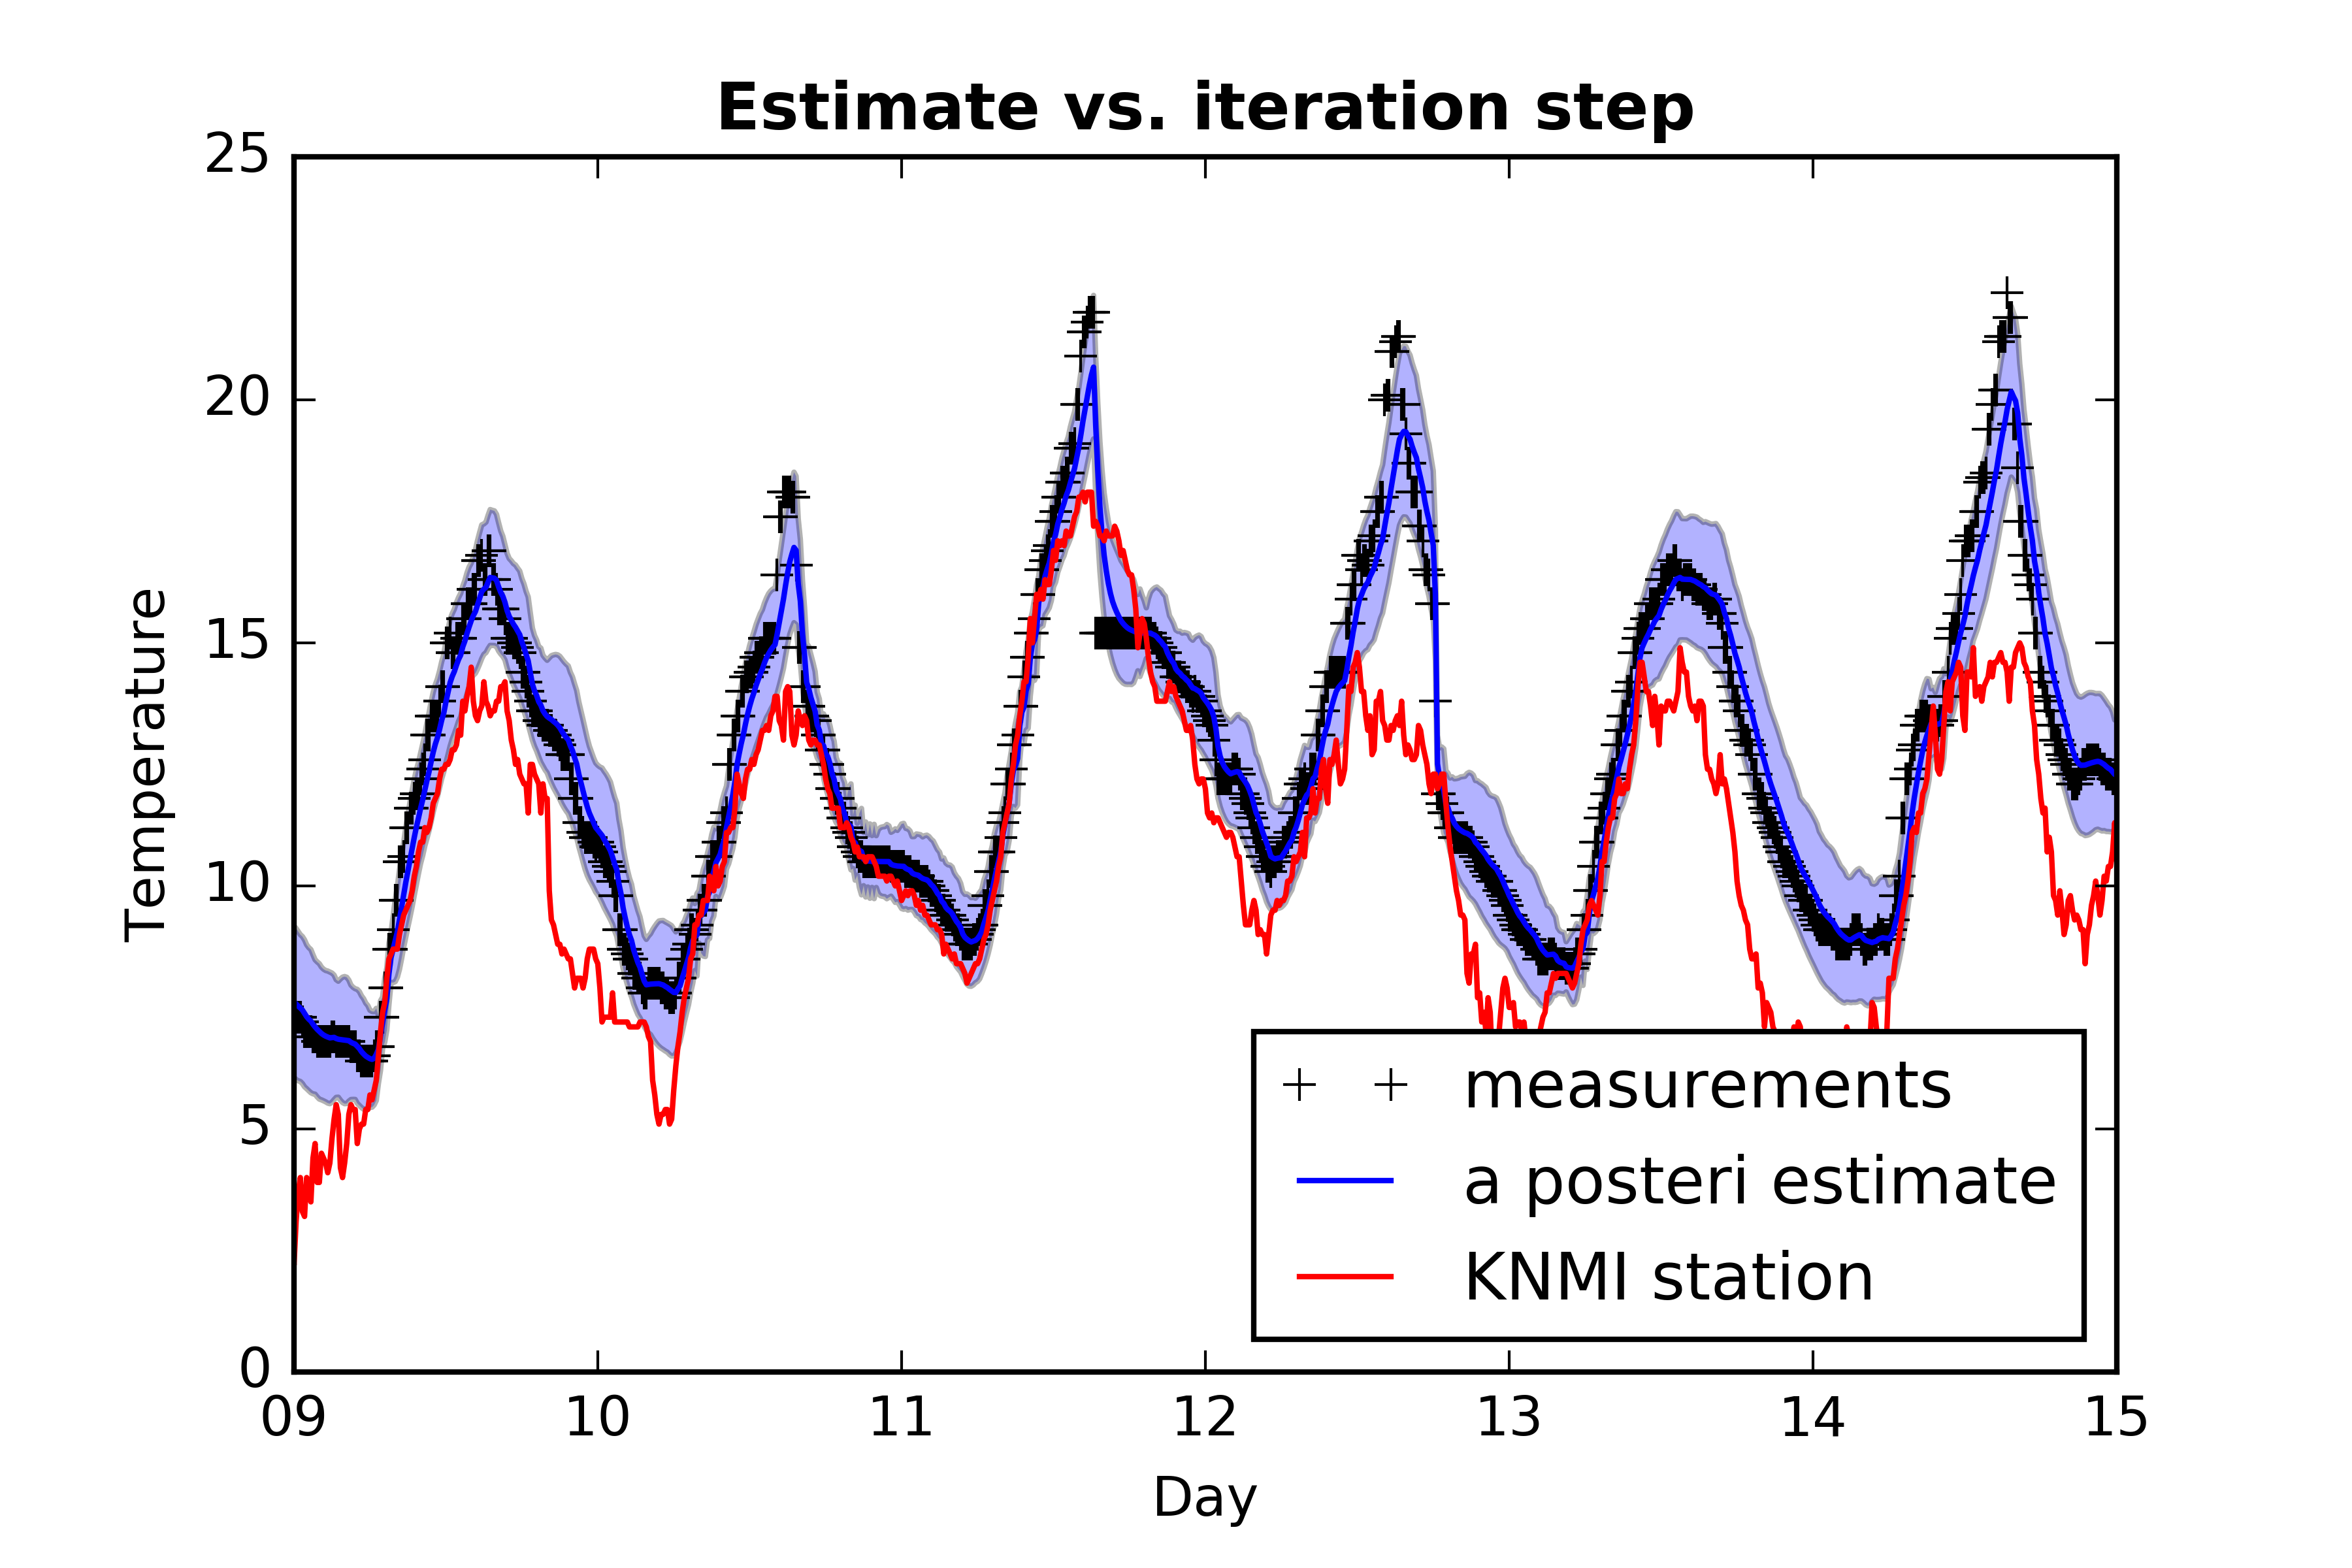 Estimate vs. iteration step
25
20
15
10
5
0
Temperature
09 10 11 12 13 14 15
Day
measurements
a posteri estimate
KNMI station